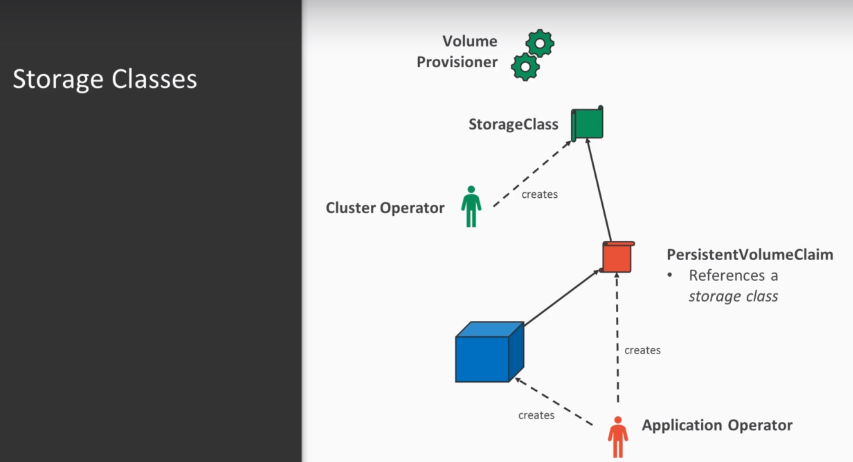 Storage Classes
Volume
Provisioner
StorageClass
creates
Cluster Operator
PersistentVolumeClaim
• References a
storage class
creates
creates
Application Operator